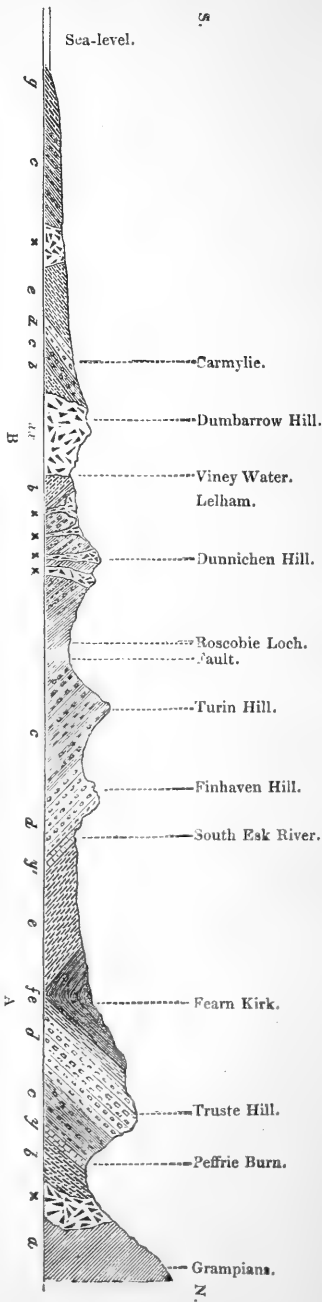 S.
Sea-level.
Carmylie.
Dumbarrow Hill.
Viney Water.
Lelham.
Dunnichen Hill.
Roscobie Loch.
Fault.
Turin Hill.
Finhaven Hill.
South Esk River.
Fearn Kirk.
Truste Hill.
Peffrie Burn.
Grampians.
N.
y
c
x
e
d
c
b
B
b
x
x
x
x
c
d
y'
e
A
f
e
d
c
y
b
x
a